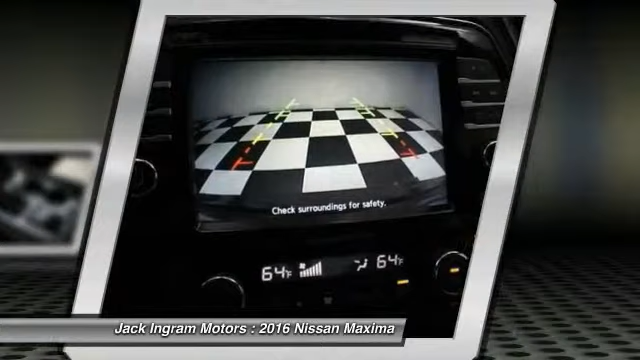 Check surroundings for safety.
64°F 64°F
Jack Ingram Motors : 2016 Nissan Maxima